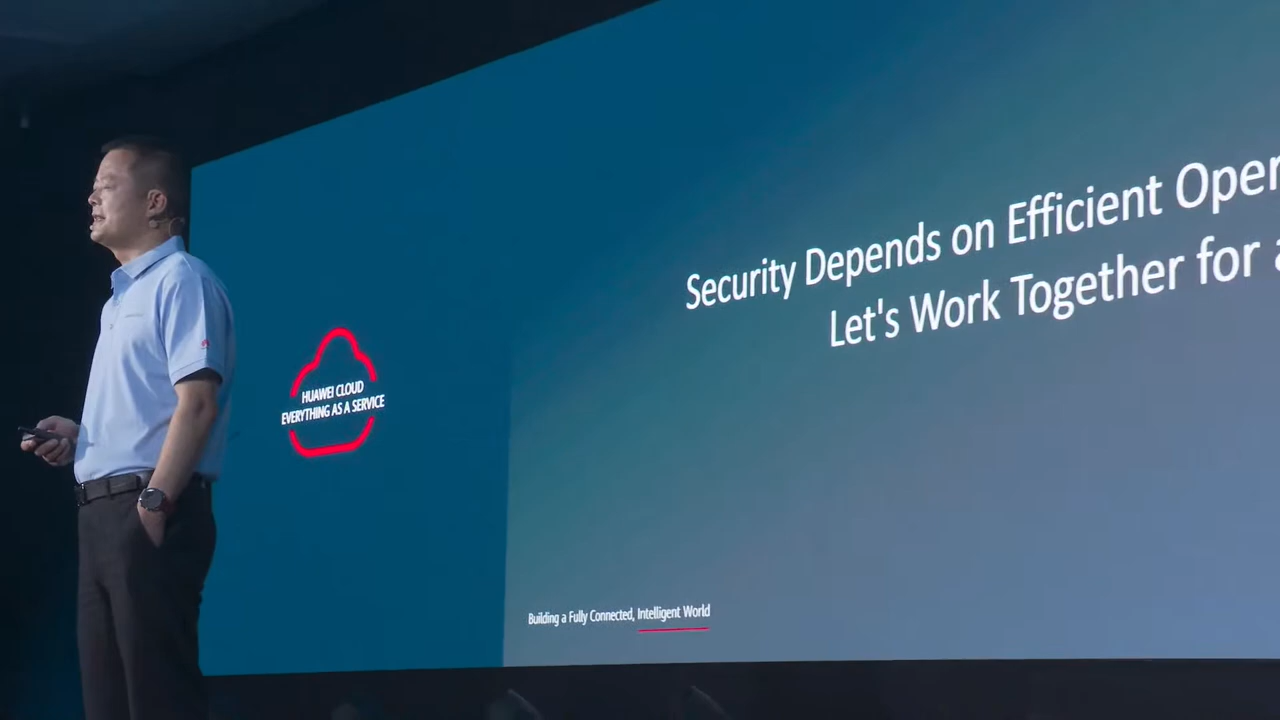 Security Depends on Efficient Oper
Let's Work Together for a
HUAWEI CLOUD
EVERYTHING AS A SERVICE
Building a Fully Connected, Intelligent World